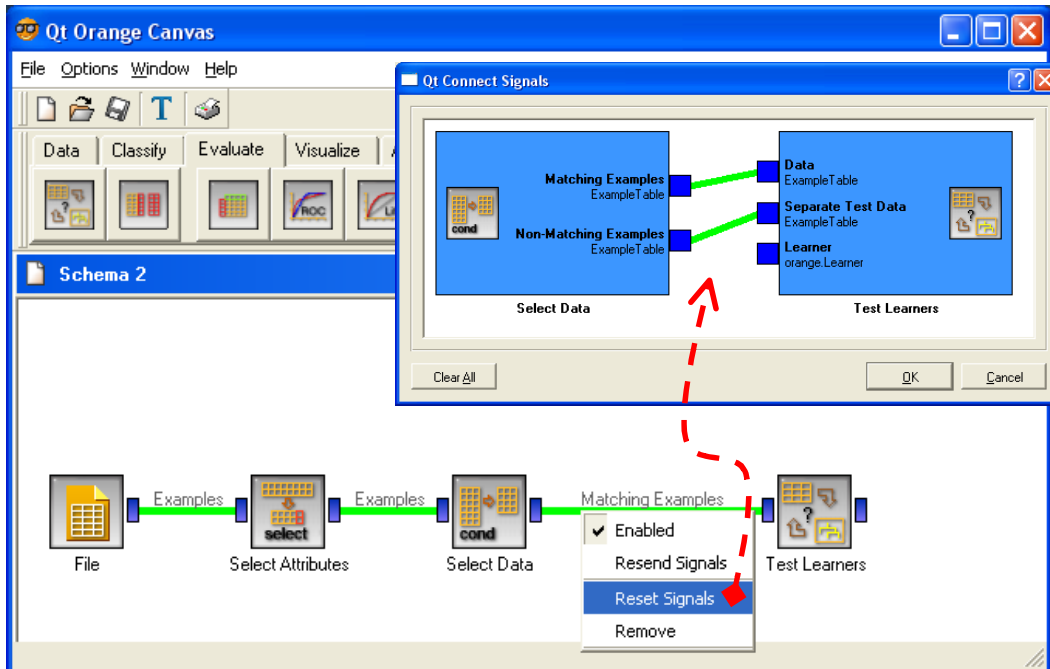 Qt Orange Canvas
File Options Window Help
T
Data Classify Evaluate Visualize
ROC
Schema 2
Qt Connect Signals
Matching Examples
ExampleTable
Non-Matching Examples
ExampleTable
cond
Data
ExampleTable
Separate Test Data
ExampleTable
Learner
orange.Learner
?
Select Data Test Learners
Clear All OK Cancel
Examples Examples Matching Examples
select cond ?
File Select Attributes Select Data Test Learners
Enabled
Resend Signals
Reset Signals
Remove